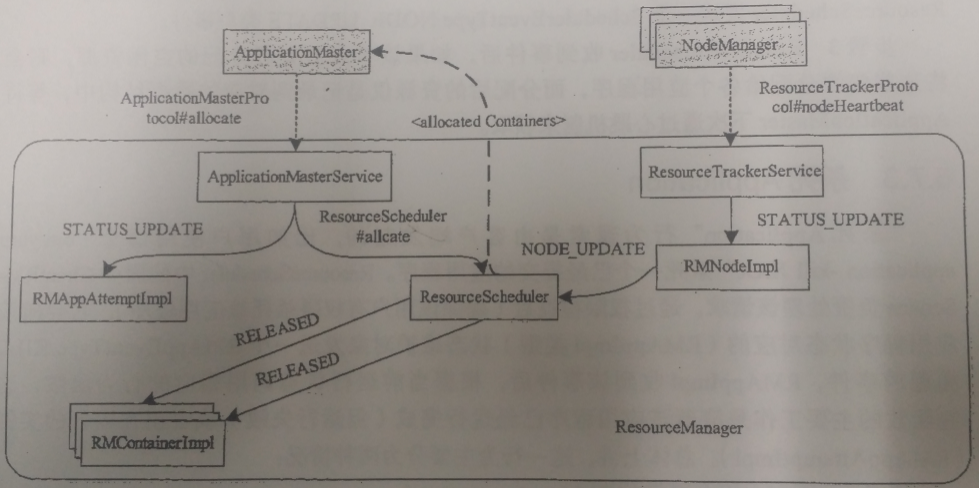 ApplicationMaster
NodeManager
ApplicationMasterPro
tocol#allocate
ResourceTrackerProto
col#nodeHeartbeat
<allocated Containers>
ApplicationMasterService
ResourceTrackerService
STATUS_UPDATE
ResourceScheduler
#allcate
STATUS_UPDATE
NODE_UPDATE
RMNodeImpl
RMAppAttemptImpl
ResourceScheduler
RELEASED
RELEASED
RMContainerImpl
ResourceManager